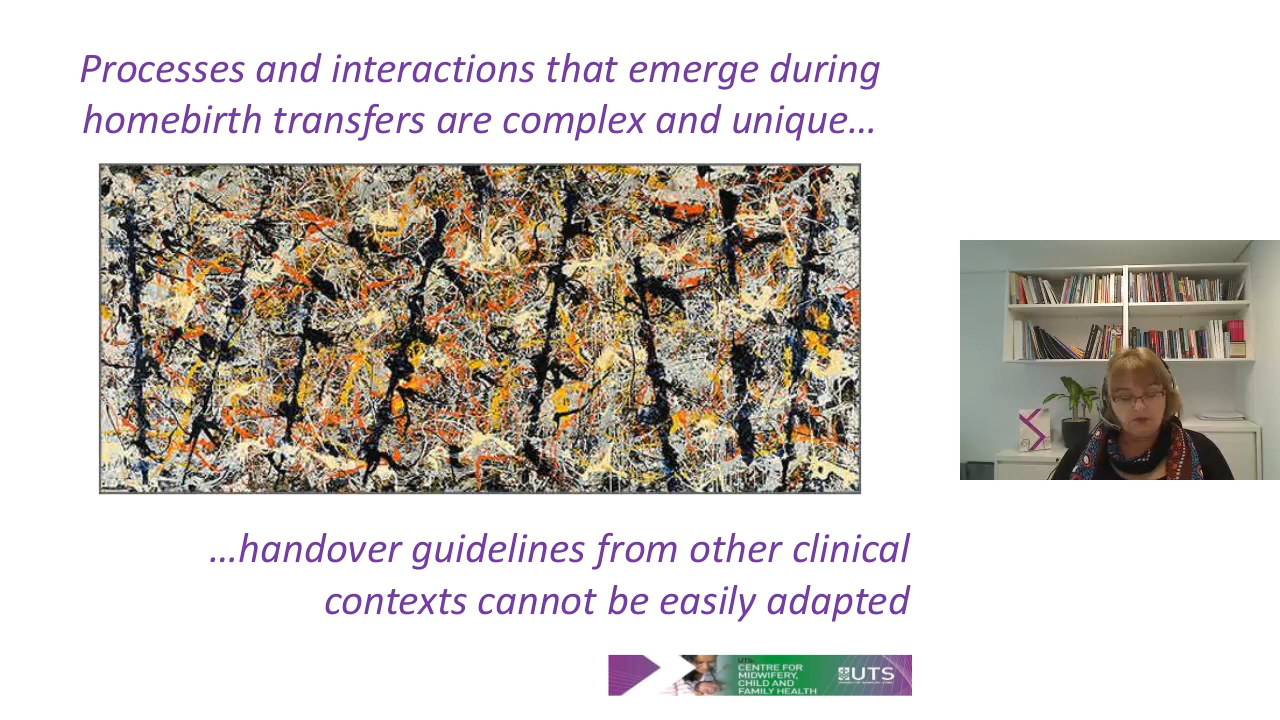 Processes and interactions that emerge during
homebirth transfers are complex and unique...
...handover guidelines from other clinical
contexts cannot be easily adapted
UTS:
CENTRE FOR
MIDWIFERY,
CHILD AND
FAMILY HEALTH
UTS